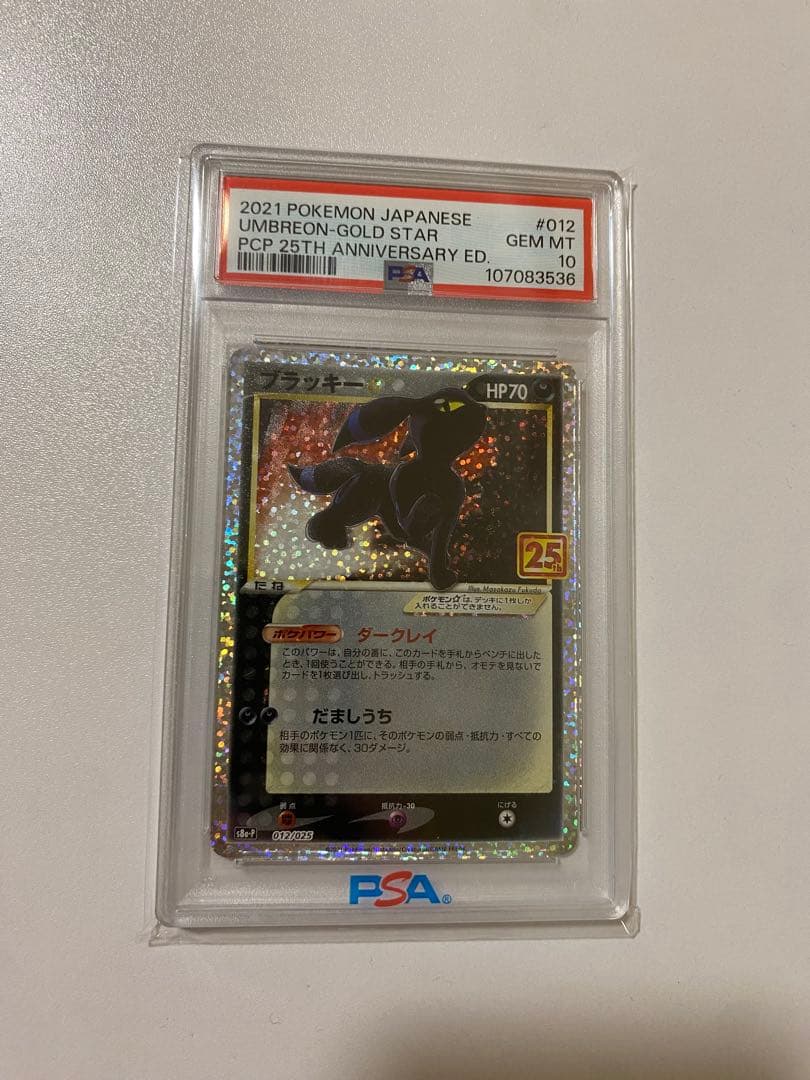 2021 POKEMON JAPANESE #012
UMBREON-GOLD STAR GEM MT
PCP 25TH ANNIVERSARY ED. 10
PSA 107083536
ブラッキー HP70
25th
たね
Illus. Masakazu Fukuda
ポケモン☆は、デッキに1枚しか
入れることができません。
ポケパワー ダークレイ
このパワーは、自分の番に、このカードを手札からベンチに出した
とき、1回使うことができる。相手の手札から、オモテを見ないで
カードを1枚選び出し、トラッシュする。
だましうち
相手のポケモン1匹に、そのポケモンの弱点・抵抗力・すべての
効果に関係なく、30ダメージ。
弱点 抵抗力-30 にげる
s8a-P 012/025
PSA®